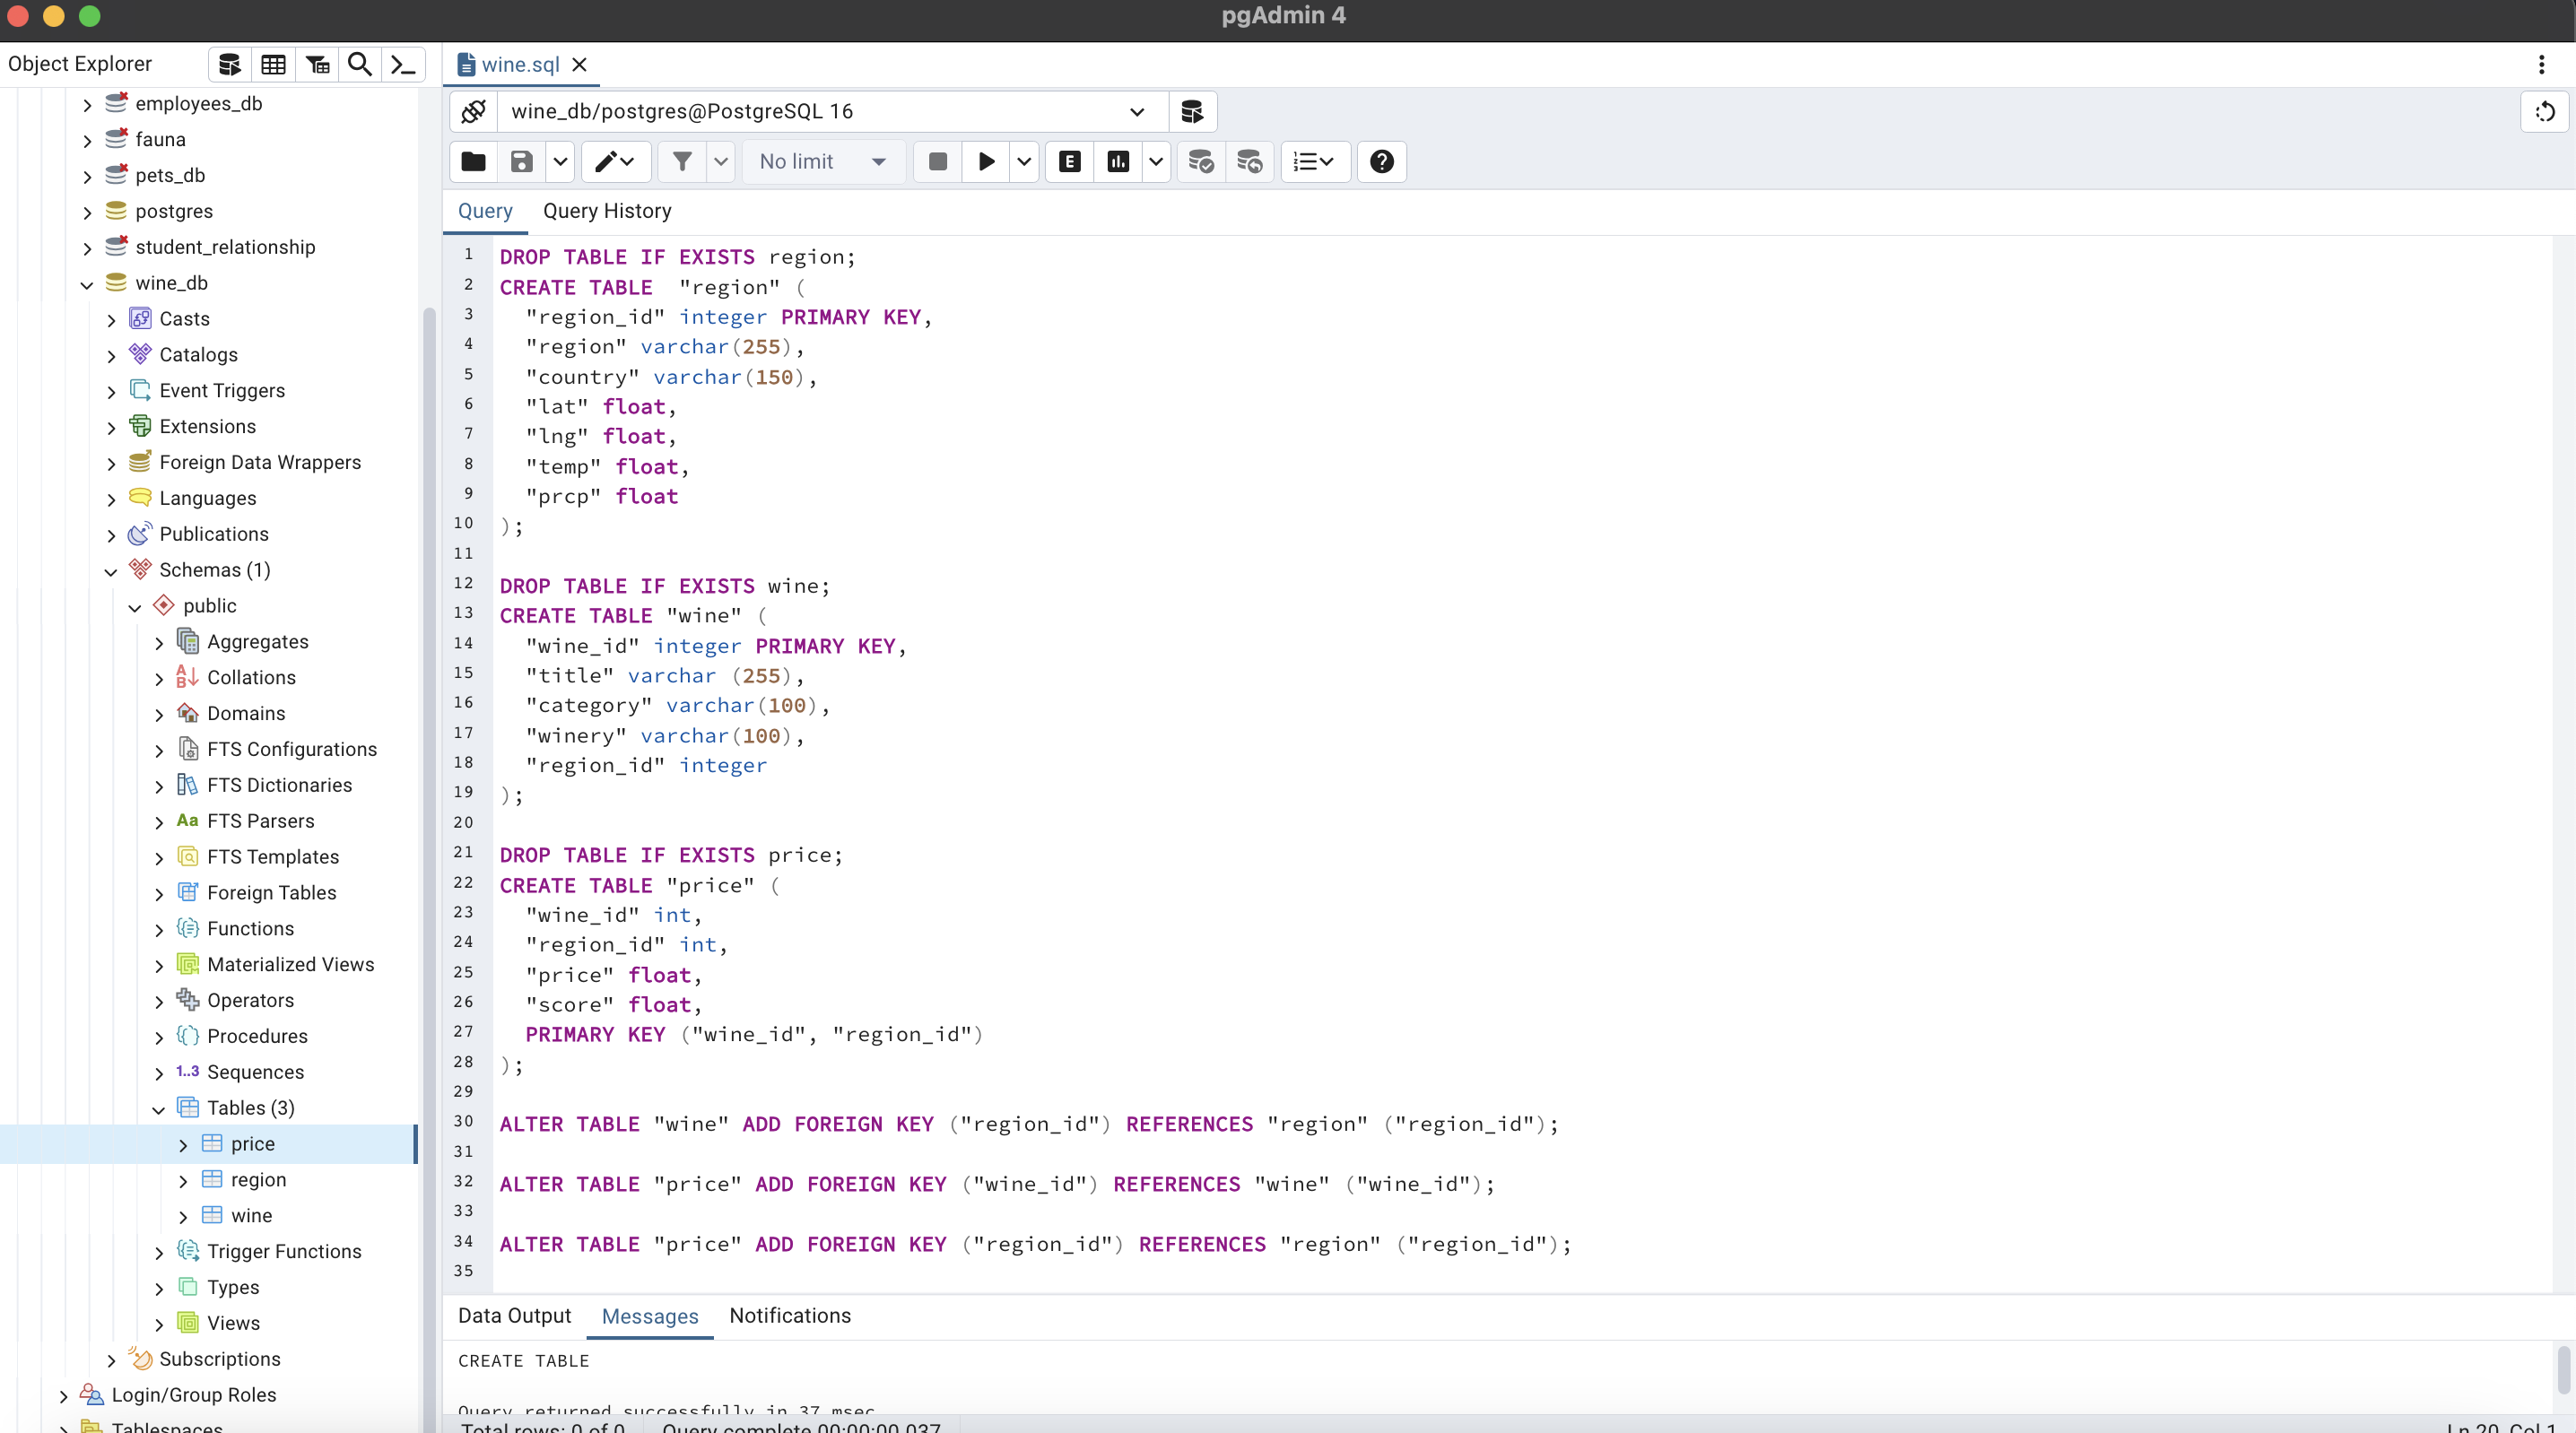 pgAdmin 4
Object Explorer
employees_db
fauna
pets_db
postgres
student_relationship
wine_db
Casts
Catalogs
Event Triggers
Extensions
Foreign Data Wrappers
Languages
Publications
Schemas (1)
public
Aggregates
Collations
Domains
FTS Configurations
FTS Dictionaries
Aa FTS Parsers
FTS Templates
Foreign Tables
Functions
Materialized Views
Operators
Procedures
1..3 Sequences
Tables (3)
price
region
wine
Trigger Functions
Types
Views
Subscriptions
Login/Group Roles
Tablespaces
wine.sql
wine_db/postgres@PostgreSQL 16
No limit
E
Query Query History
1 DROP TABLE IF EXISTS region;
2 CREATE TABLE  "region" (
3   "region_id" integer PRIMARY KEY,
4   "region" varchar(255),
5   "country" varchar(150),
6   "lat" float,
7   "lng" float,
8   "temp" float,
9   "prcp" float
10 );
11
12 DROP TABLE IF EXISTS wine;
13 CREATE TABLE "wine" (
14   "wine_id" integer PRIMARY KEY,
15   "title" varchar (255),
16   "category" varchar(100),
17   "winery" varchar(100),
18   "region_id" integer
19 );
20
21 DROP TABLE IF EXISTS price;
22 CREATE TABLE "price" (
23   "wine_id" int,
24   "region_id" int,
25   "price" float,
26   "score" float,
27   PRIMARY KEY ("wine_id", "region_id")
28 );
29
30 ALTER TABLE "wine" ADD FOREIGN KEY ("region_id") REFERENCES "region" ("region_id");
31
32 ALTER TABLE "price" ADD FOREIGN KEY ("wine_id") REFERENCES "wine" ("wine_id");
33
34 ALTER TABLE "price" ADD FOREIGN KEY ("region_id") REFERENCES "region" ("region_id");
35
Data Output Messages Notifications
CREATE TABLE
Query returned successfully in 37 msec
Total rows: 0 of 0 Query complete 00:00:00.037 Ln 20, Col 1